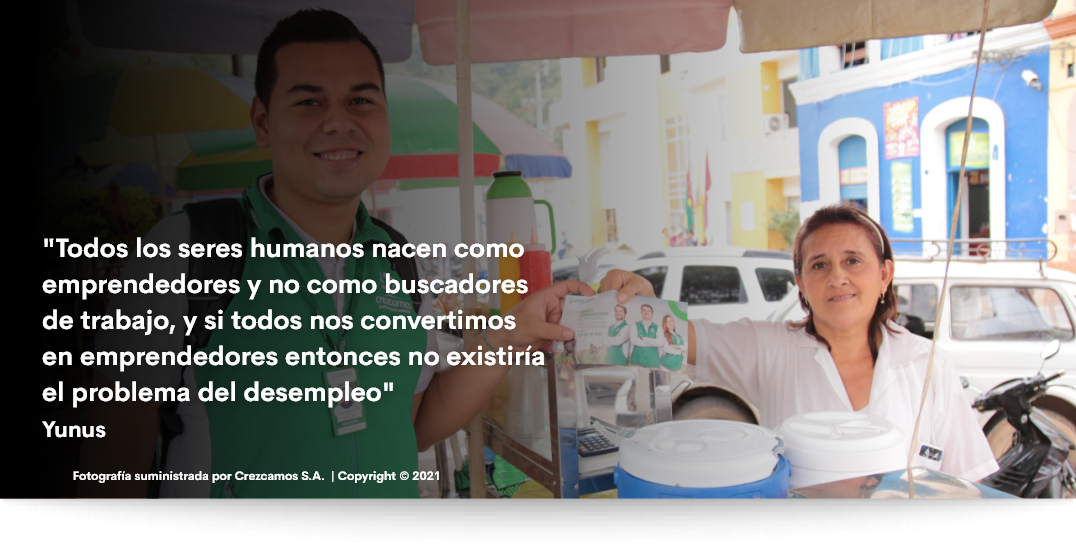 "Todos los seres humanos nacen como
emprendedores y no como buscadores
de trabajo, y si todos nos convertimos
en emprendedores entonces no existiría
el problema del desempleo"
Yunus
Fotografía suministrada por Crezcamos S.A. | Copyright © 2021